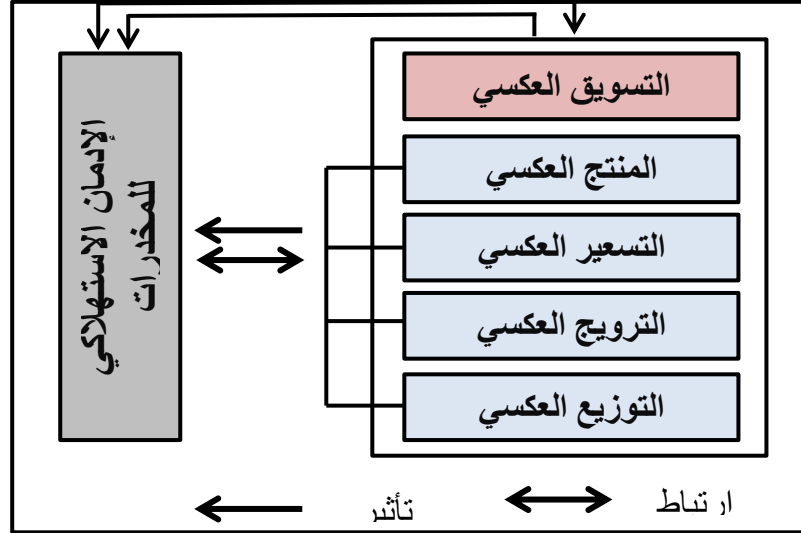 التسويق العكسي
المنتج العكسي
التسعير العكسي
الترويج العكسي
التوزيع العكسي
الإدمان الاستهلاكي
للمخدرات
ارتباط
تأثير